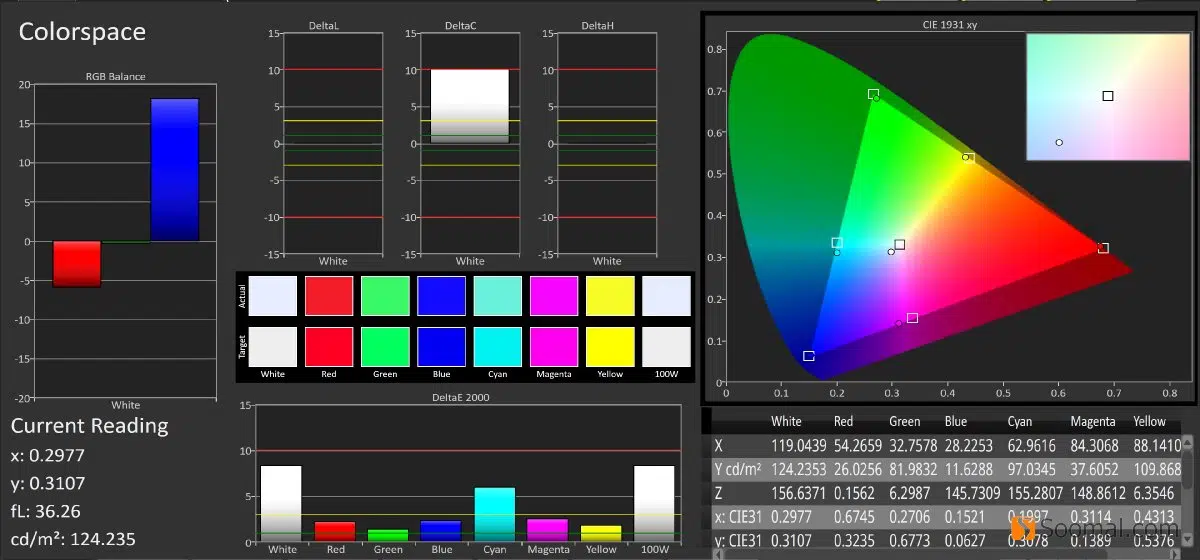 Colorspace
RGB Balance
20
15
10
5
0
-5
-10
-15
-20
White
Current Reading
x: 0.2977
y: 0.3107
fL: 36.26
cd/m²: 124.235
DeltaL
15
10
5
0
-5
-10
-15
White
DeltaC
15
10
5
0
-5
-10
-15
White
DeltaH
15
10
5
0
-5
-10
-15
White
Actual
Target
White Red Green Blue Cyan Magenta Yellow 100W
DeltaE 2000
15
10
5
0
White Red Green Blue Cyan Magenta Yellow 100W
CIE 1931 xy
0.8
0.7
0.6
0.5
0.4
0.3
0.2
0.1
0
0 0.1 0.2 0.3 0.4 0.5 0.6 0.7 0.8
White Red Green Blue Cyan Magenta Yellow
X 119.0439 54.2659 32.7578 28.2253 62.9616 84.3068 88.1410
Y cd/m² 124.2353 26.0256 81.9832 11.6288 97.0345 37.6052 109.868
Z 156.6371 0.1562 6.2987 145.7309 155.2807 148.8612 6.3546
x: CIE31 0.2977 0.6745 0.2706 0.1521 0.1997 0.3114 0.4313
y: CIE31 0.3107 0.3235 0.6773 0.0627 0.3078 0.1389 0.5376
Soomal.com